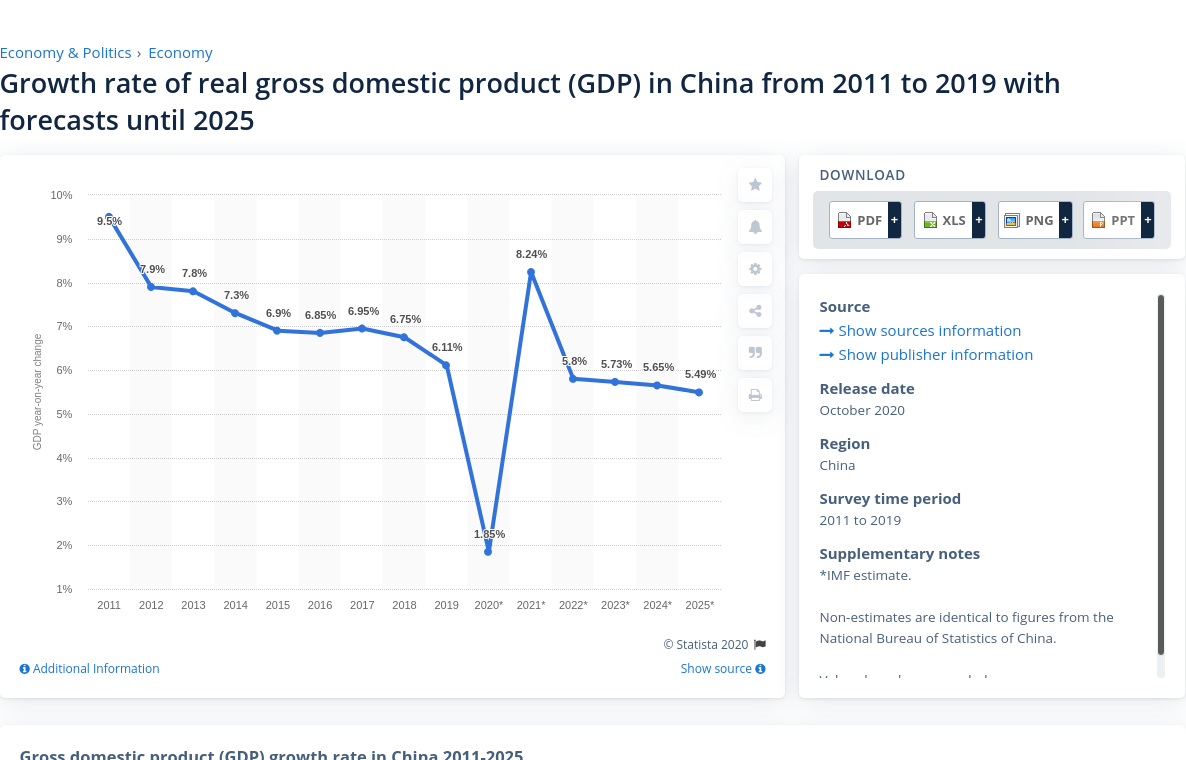 Economy & Politics › Economy
Growth rate of real gross domestic product (GDP) in China from 2011 to 2019 with
forecasts until 2025
10%
9%
8%
7%
6%
5%
4%
3%
2%
1%
GDP year-on-year change
9.5%
7.9%
7.8%
7.3%
6.9%
6.85%
6.95%
6.75%
6.11%
1.85%
8.24%
5.8%
5.73%
5.65%
5.49%
2011 2012 2013 2014 2015 2016 2017 2018 2019 2020* 2021* 2022* 2023* 2024* 2025*
© Statista 2020
Additional Information
Show source
DOWNLOAD
PDF + XLS + PNG + PPT +
Source
Show sources information
Show publisher information
Release date
October 2020
Region
China
Survey time period
2011 to 2019
Supplementary notes
*IMF estimate.
Non-estimates are identical to figures from the
National Bureau of Statistics of China.
Gross domestic product (GDP) growth rate in China 2011-2025